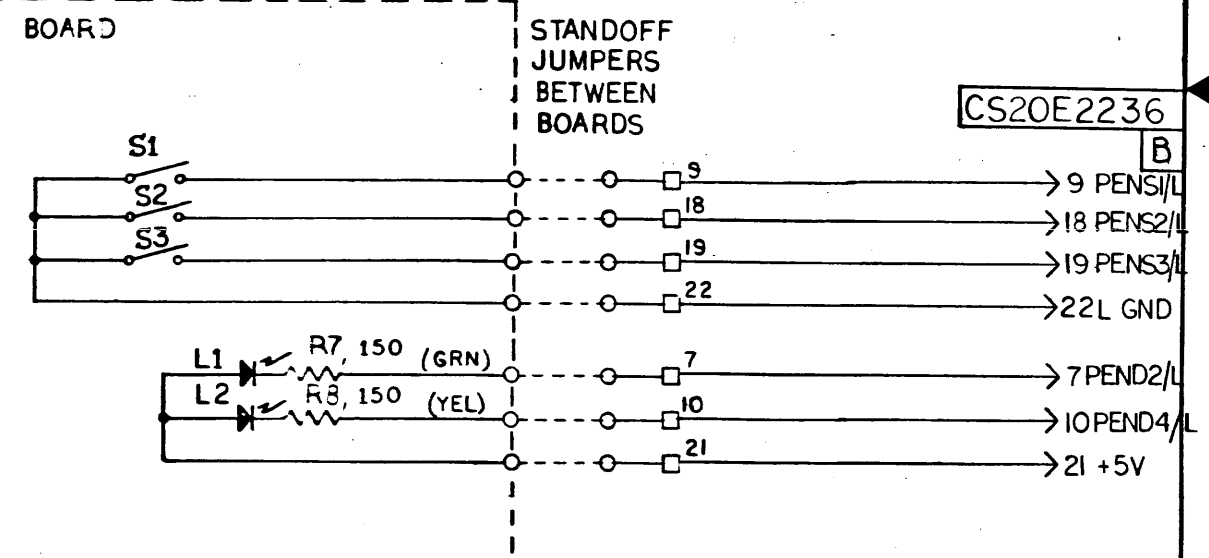 BOARD
STANDOFF
JUMPERS
BETWEEN
BOARDS
CS20E2236
B
S1
9
9 PENS1/L
S2
18
18 PENS2/L
S3
19
19 PENS3/L
22
22L GND
L1
R7, 150
(GRN)
7
7 PEND2/L
L2
R8, 150
(YEL)
10
10 PEND4/L
21
21 +5V